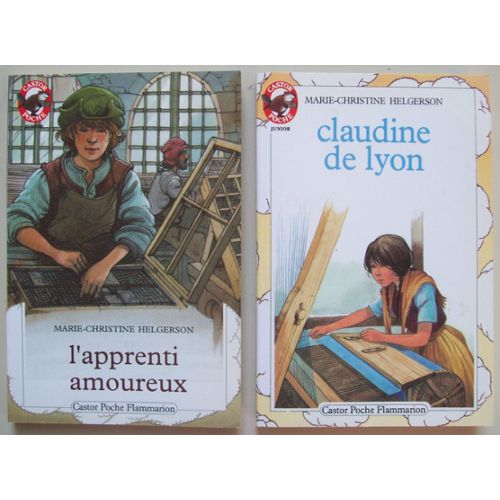 CASTOR
POCHE
JUNIOR
MARIE-CHRISTINE HELGERSON
l'apprenti
amoureux
Castor Poche Flammarion
CASTOR
POCHE
JUNIOR
MARIE-CHRISTINE HELGERSON
claudine
de lyon
Castor Poche Flammarion